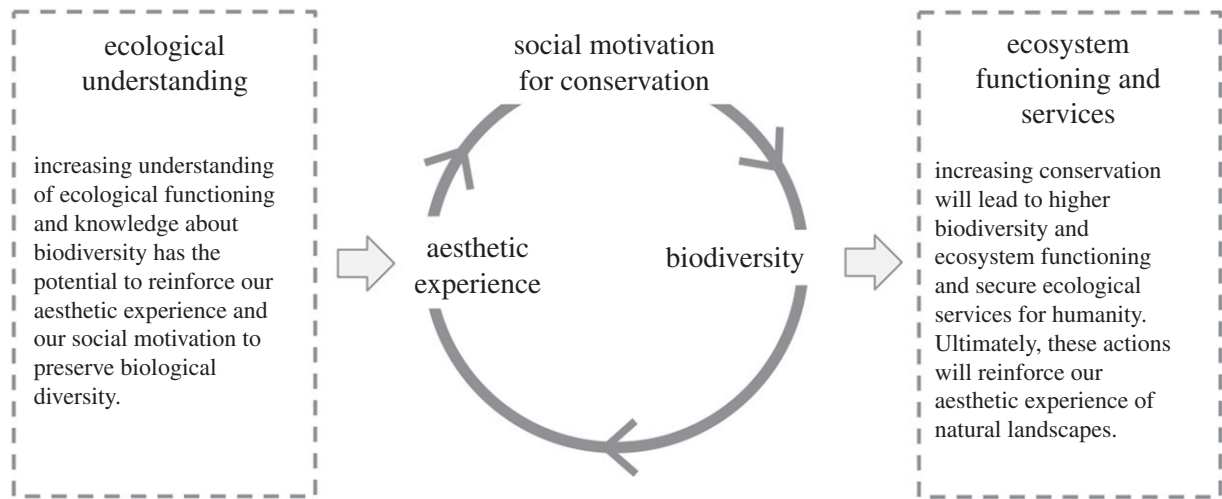 ecological
understanding
increasing understanding
of ecological functioning
and knowledge about
biodiversity has the
potential to reinforce our
aesthetic experience and
our social motivation to
preserve biological
diversity.
social motivation
for conservation
aesthetic
experience
biodiversity
ecosystem
functioning and
services
increasing conservation
will lead to higher
biodiversity and
ecosystem functioning
and secure ecological
services for humanity.
Ultimately, these actions
will reinforce our
aesthetic experience of
natural landscapes.